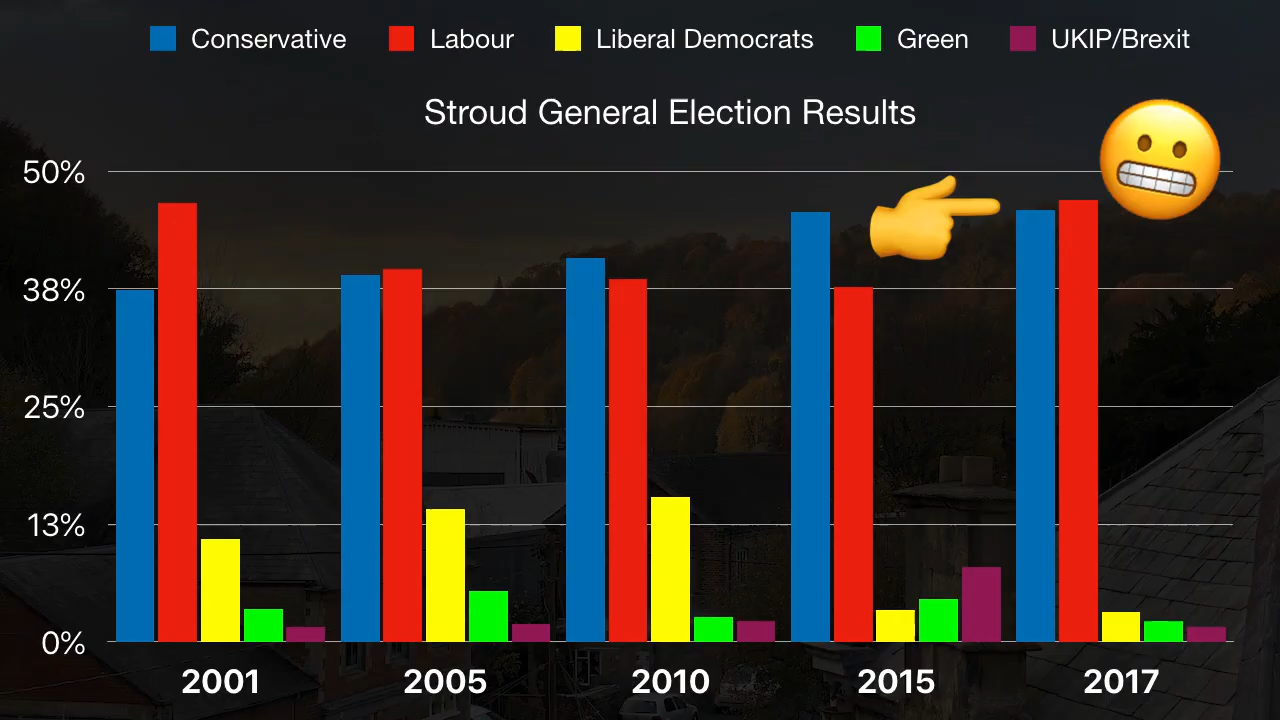 Conservative Labour Liberal Democrats Green UKIP/Brexit
Stroud General Election Results
50%
38%
25%
13%
0%
2001 2005 2010 2015 2017